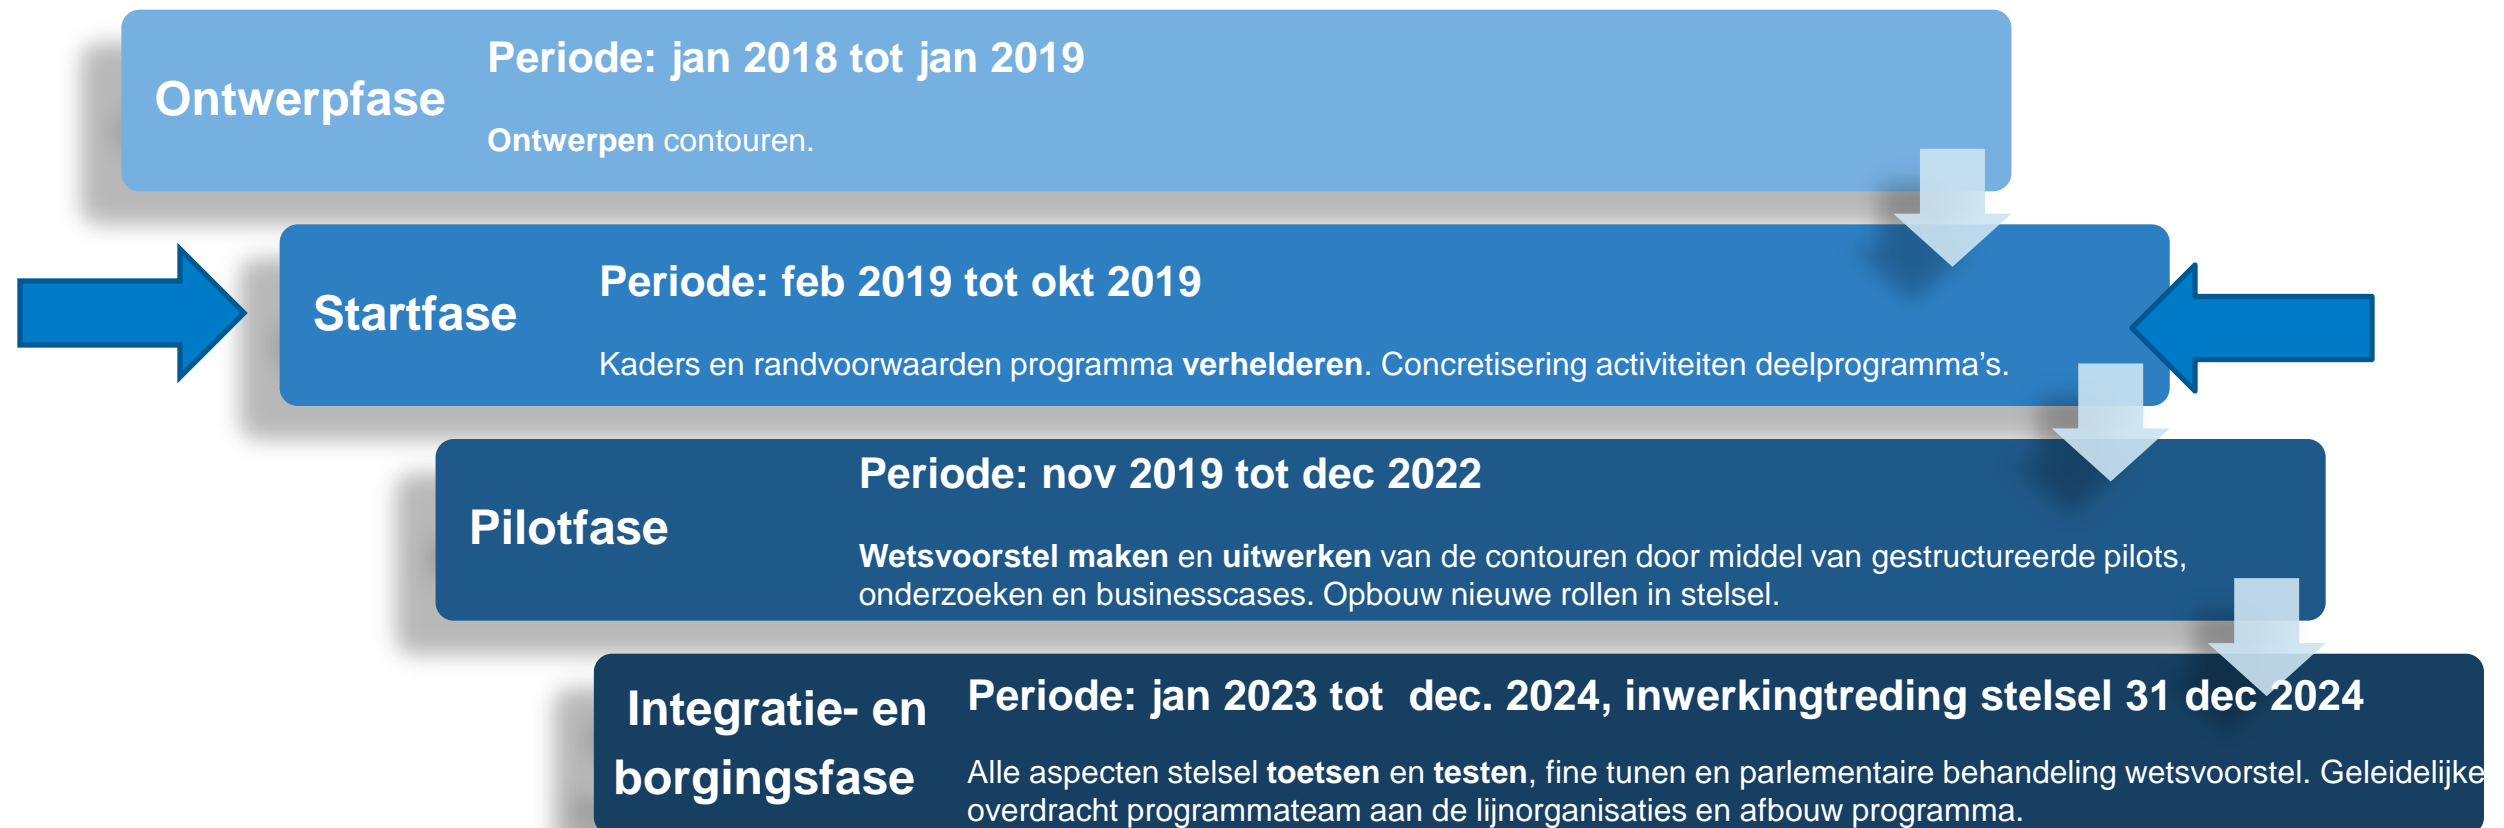 Ontwerpfase
Periode: jan 2018 tot jan 2019
Ontwerpen contouren.
Startfase
Periode: feb 2019 tot okt 2019
Kaders en randvoorwaarden programma verhelderen. Concretisering activiteiten deelprogramma’s.
Pilotfase
Periode: nov 2019 tot dec 2022
Wetsvoorstel maken en uitwerken van de contouren door middel van gestructureerde pilots,
onderzoeken en businesscases. Opbouw nieuwe rollen in stelsel.
Integratie- en
borgingsfase
Periode: jan 2023 tot  dec. 2024, inwerkingtreding stelsel 31 dec 2024
Alle aspecten stelsel toetsen en testen, fine tunen en parlementaire behandeling wetsvoorstel. Geleidelijke
overdracht programmateam aan de lijnorganisaties en afbouw programma.